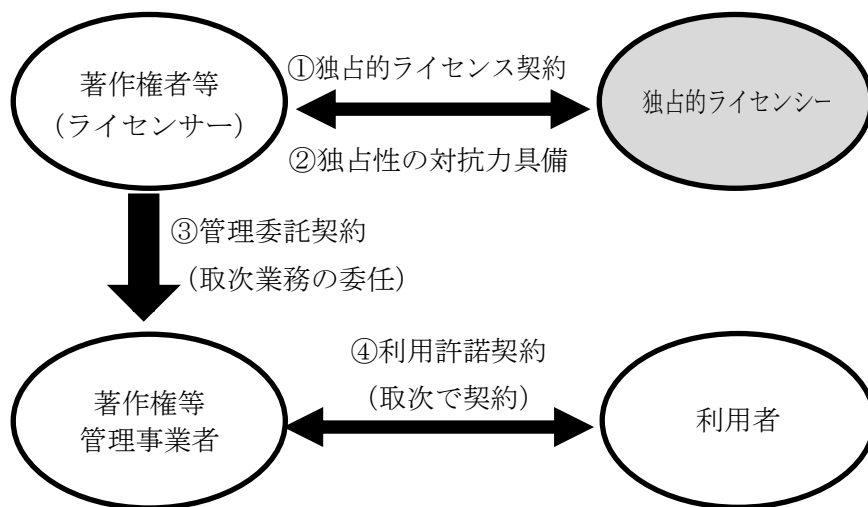 著作権者等
（ライセンサー）
①独占的ライセンス契約
独占的ライセンシー
②独占性の対抗力具備
③管理委託契約
（取次業務の委任）
④利用許諾契約
（取次で契約）
著作権等
管理事業者
利用者